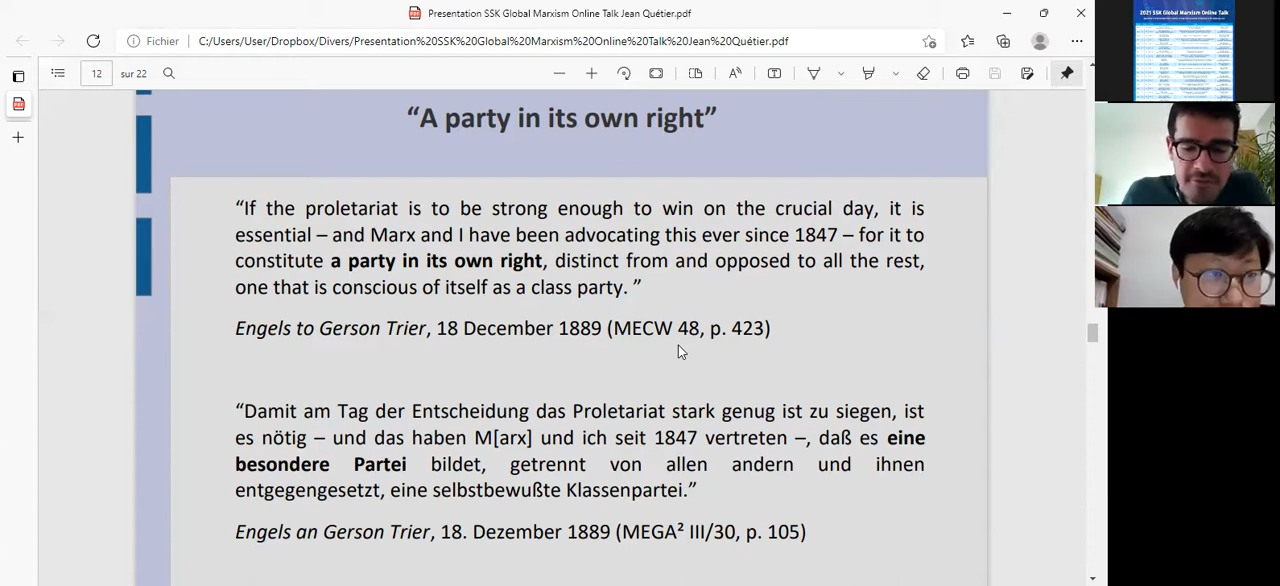 Presentation SSK Global Marxism Online Talk Jean Quétier.pdf
Fichier
C:/Users/User/Dropbox/Divers/Presentation%20SSK%20Global%20Marxism%20Online%20Talk%20Jean%20Quétier.pdf
12 sur 22
2021 SSK Global Marxism Online Talk
“A party in its own right”
“If the proletariat is to be strong enough to win on the crucial day, it is
essential – and Marx and I have been advocating this ever since 1847 – for it to
constitute a party in its own right, distinct from and opposed to all the rest,
one that is conscious of itself as a class party. ”
Engels to Gerson Trier, 18 December 1889 (MECW 48, p. 423)
“Damit am Tag der Entscheidung das Proletariat stark genug ist zu siegen, ist
es nötig – und das haben M[arx] und ich seit 1847 vertreten –, daß es eine
besondere Partei bildet, getrennt von allen andern und ihnen
entgegengesetzt, eine selbstbewußte Klassenpartei.”
Engels an Gerson Trier, 18. Dezember 1889 (MEGA² III/30, p. 105)